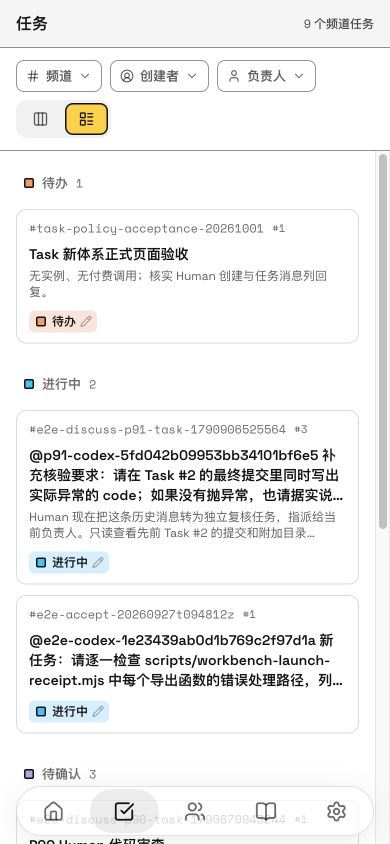 任务
9 个频道任务
频道
创建者
负责人
待办 1
#task-policy-acceptance-20261001 #1
Task 新体系正式页面验收
无实例、无付费调用；核实 Human 创建与任务消息列回
复。
待办
进行中 2
#e2e-discuss-p91-task-1790906525564 #3
@p91-codex-5fd042b09953bb34101bf6e5 补
充核验要求：请在 Task #2 的最终提交里同时写出
实际异常的 code；如果没有抛异常，也请据实说…
Human 现在把这条历史消息转为独立复核任务，指派给当
前负责人。只读查看先前 Task #2 的提交和附加目录…
进行中
#e2e-accept-20260927t094812z #1
@e2e-codex-1e23439ab0d1b769c2f97d1a 新
任务：请逐一检查 scripts/workbench-launch-
receipt.mjs 中每个导出函数的错误处理路径，列…
进行中
待确认 3